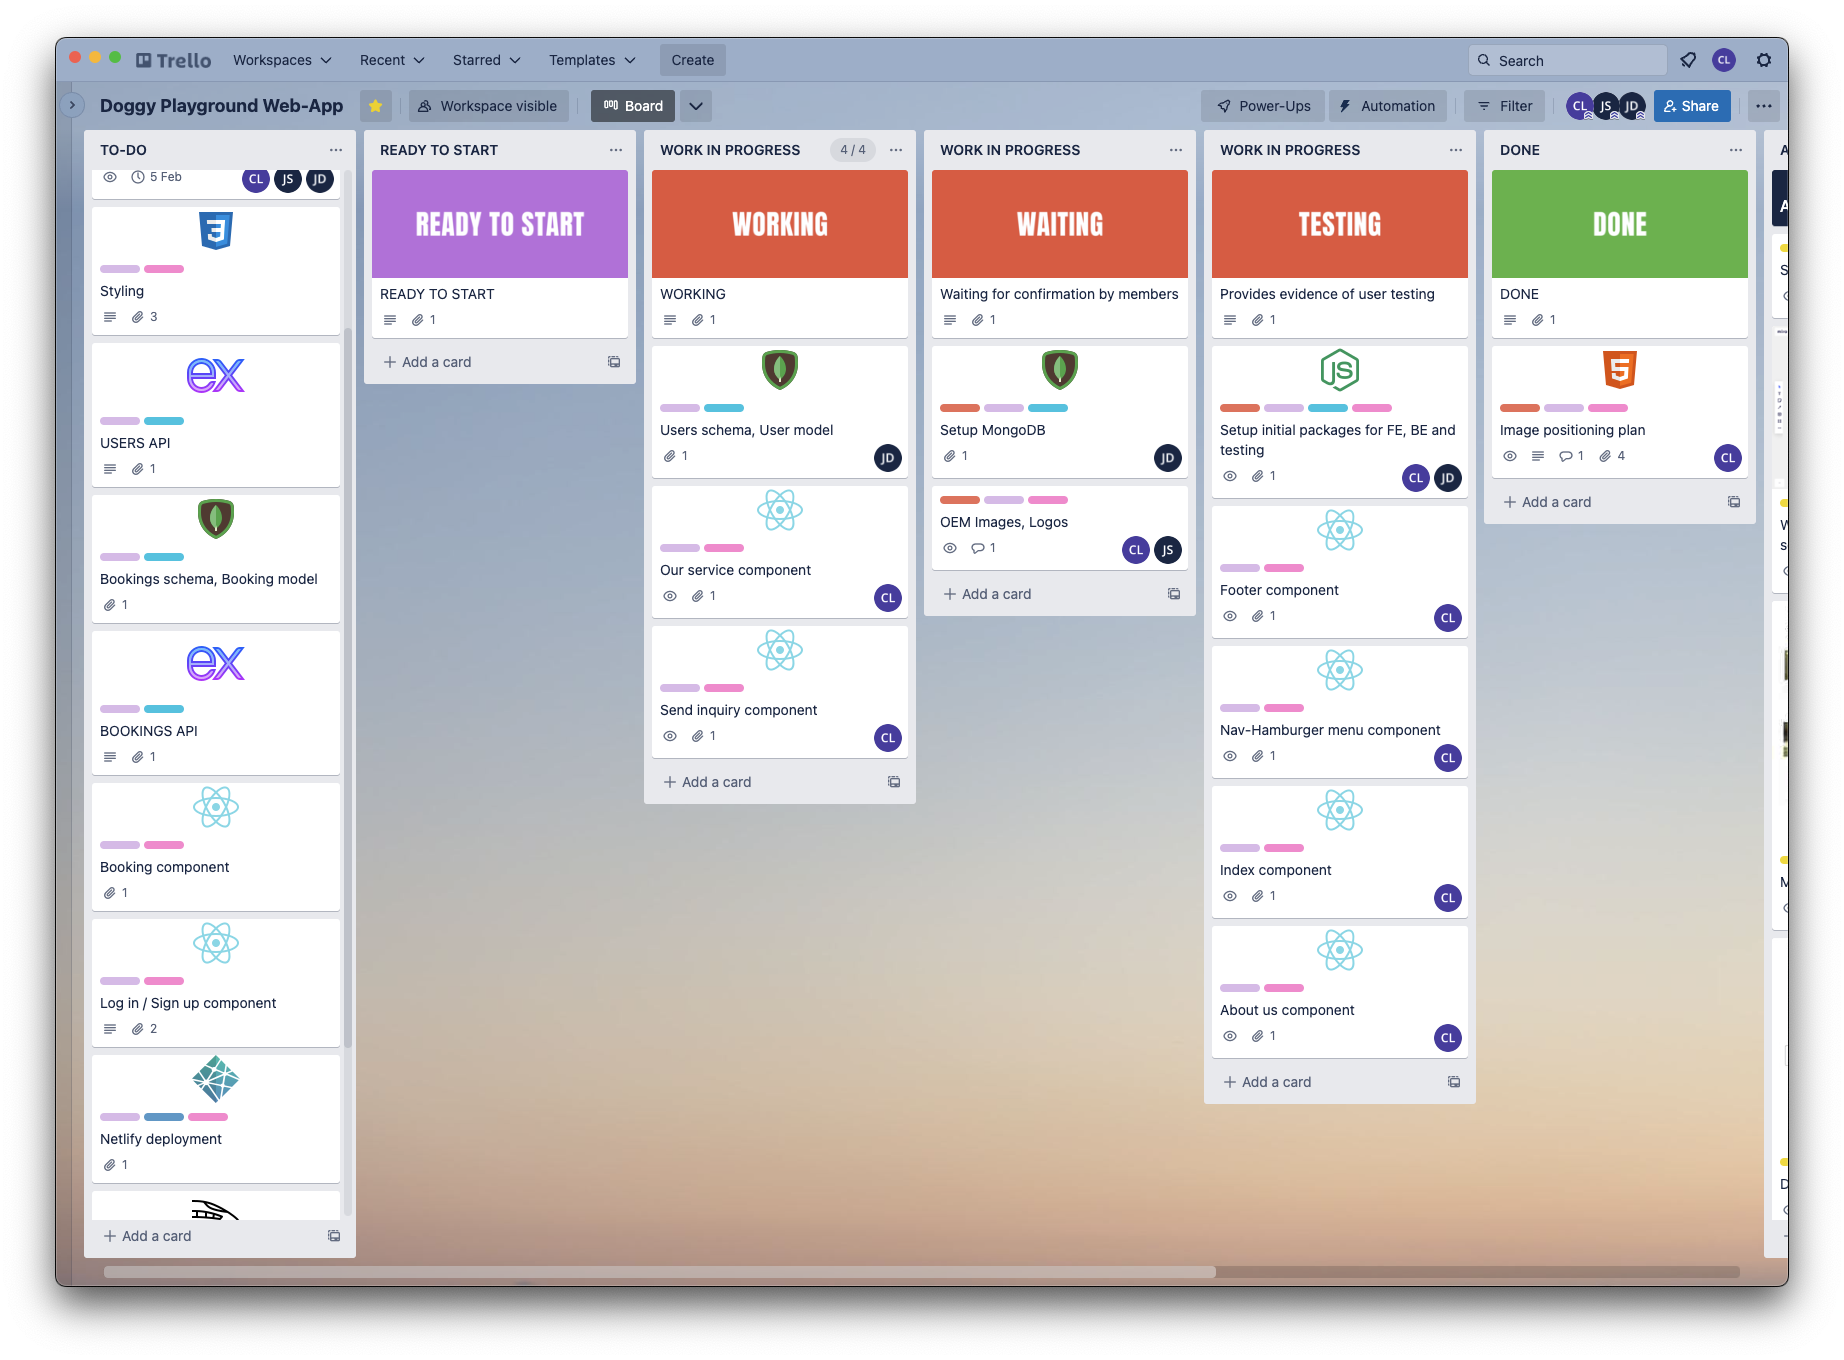 Trello
Workspaces
Recent
Starred
Templates
Create
Search
CL
Doggy Playground Web-App
Workspace visible
Board
Power-Ups
Automation
Filter
CL
JS
JD
Share
TO-DO
5 Feb
CL
JS
JD
Styling
3
ex
USERS API
1
Bookings schema, Booking model
1
ex
BOOKINGS API
1
Booking component
1
Log in / Sign up component
2
Netlify deployment
1
Add a card
READY TO START
READY TO START
READY TO START
1
Add a card
WORK IN PROGRESS
4 / 4
WORKING
WORKING
1
Users schema, User model
1
JD
Our service component
1
CL
Send inquiry component
1
CL
Add a card
WORK IN PROGRESS
WAITING
Waiting for confirmation by members
1
Setup MongoDB
1
JD
OEM Images, Logos
1
CL
JS
Add a card
WORK IN PROGRESS
TESTING
Provides evidence of user testing
1
JS
Setup initial packages for FE, BE and
testing
1
CL
JD
Footer component
1
CL
Nav-Hamburger menu component
1
CL
Index component
1
CL
About us component
1
CL
Add a card
DONE
DONE
DONE
1
5
Image positioning plan
1
4
CL
Add a card